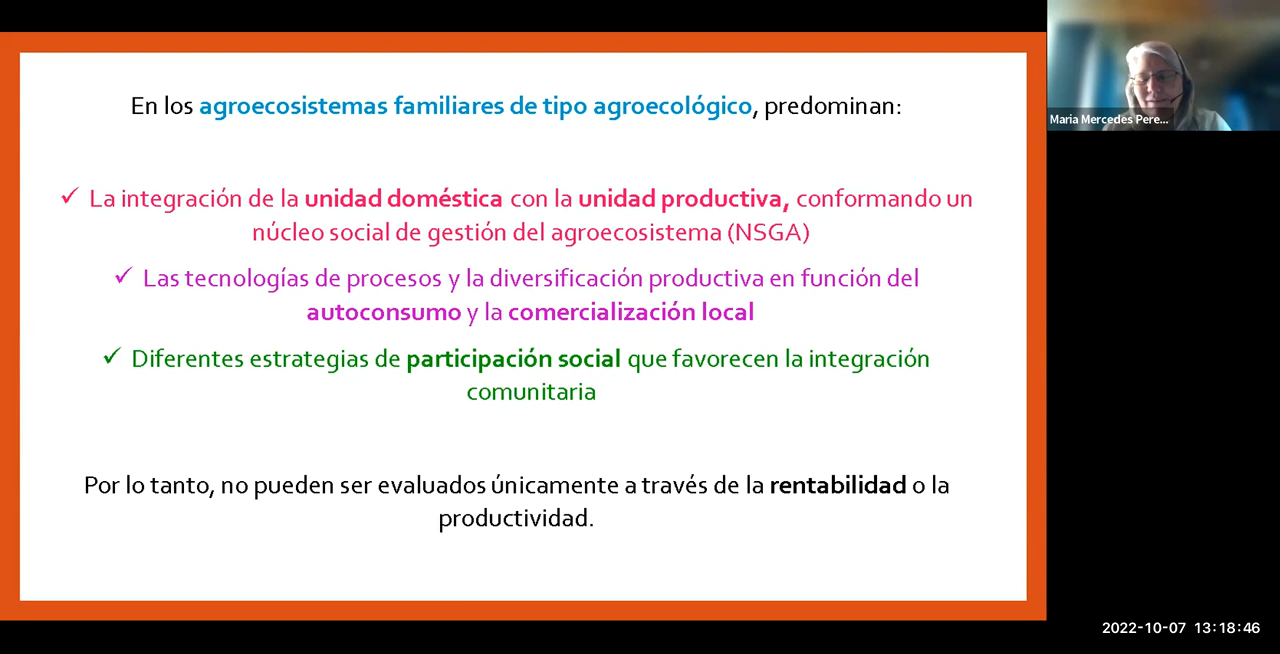 En los agroecosistemas familiares de tipo agroecológico, predominan:
✓ La integración de la unidad doméstica con la unidad productiva, conformando un
núcleo social de gestión del agroecosistema (NSGA)
✓ Las tecnologías de procesos y la diversificación productiva en función del
autoconsumo y la comercialización local
✓ Diferentes estrategias de participación social que favorecen la integración
comunitaria
Por lo tanto, no pueden ser evaluados únicamente a través de la rentabilidad o la
productividad.
Maria Mercedes Pere...
2022-10-07 13:18:46